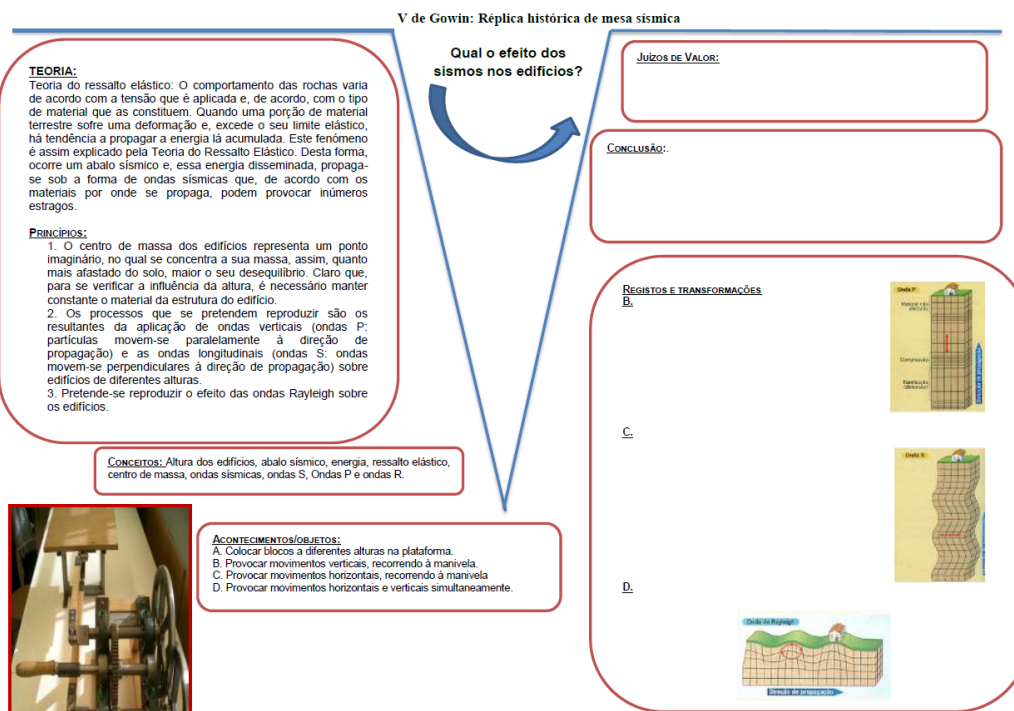 V de Gowin: Réplica histórica de mesa sísmica
Qual o efeito dos
sismos nos edifícios?
TEORIA:
Teoria do ressalto elástico: O comportamento das rochas varia
de acordo com a tensão que é aplicada e, de acordo, com o tipo
de material que as constituem. Quando uma porção de material
terrestre sofre uma deformação e, excede o seu limite elástico,
há tendência a propagar a energia lá acumulada. Este fenómeno
é assim explicado pela Teoria do Ressalto Elástico. Desta forma,
ocorre um abalo sísmico e, essa energia disseminada, propaga-
se sob a forma de ondas sísmicas que, de acordo com os
materiais por onde se propaga, podem provocar inúmeros
estragos.
PRINCÍPIOS:
1. O centro de massa dos edifícios representa um ponto
imaginário, no qual se concentra a sua massa, assim, quanto
mais afastado do solo, maior o seu desequilíbrio. Claro que,
para se verificar a influência da altura, é necessário manter
constante o material da estrutura do edifício.
2. Os processos que se pretendem reproduzir são os
resultantes da aplicação de ondas verticais (ondas P:
partículas movem-se paralelamente à direção de
propagação) e as ondas longitudinais (ondas S: ondas
movem-se perpendiculares à direção de propagação) sobre
edifícios de diferentes alturas.
3. Pretende-se reproduzir o efeito das ondas Rayleigh sobre
os edifícios.
CONCEITOS: Altura dos edifícios, abalo sísmico, energia, ressalto elástico,
centro de massa, ondas sísmicas, ondas S, Ondas P e ondas R.
ACONTECIMENTOS/OBJETOS:
A. Colocar blocos a diferentes alturas na plataforma.
B. Provocar movimentos verticais, recorrendo à manivela.
C. Provocar movimentos horizontais, recorrendo à manivela
D. Provocar movimentos horizontais e verticais simultaneamente.
JUÍZOS DE VALOR:
CONCLUSÃO:.
REGISTOS E TRANSFORMAÇÕES
B.
Onda P
Compressão
Direção de propagação
C.
Onda S
D.
Onda de Rayleigh
Direção de propagação